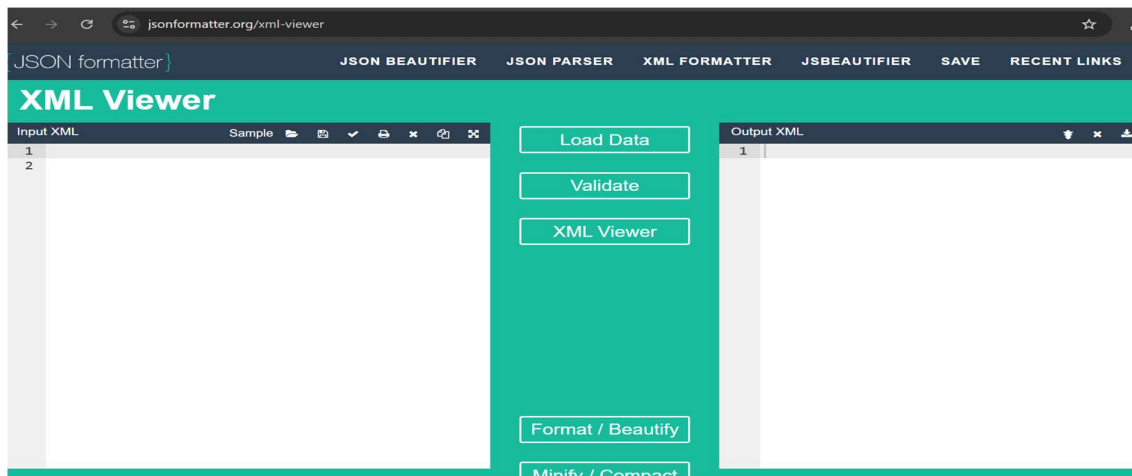 jsonformatter.org/xml-viewer
{JSON formatter} JSON BEAUTIFIER JSON PARSER XML FORMATTER JSBEAUTIFIER SAVE RECENT LINKS
XML Viewer
Input XML Sample
1
2
Load Data
Validate
XML Viewer
Format / Beautify
Minify / Compact
Output XML
1